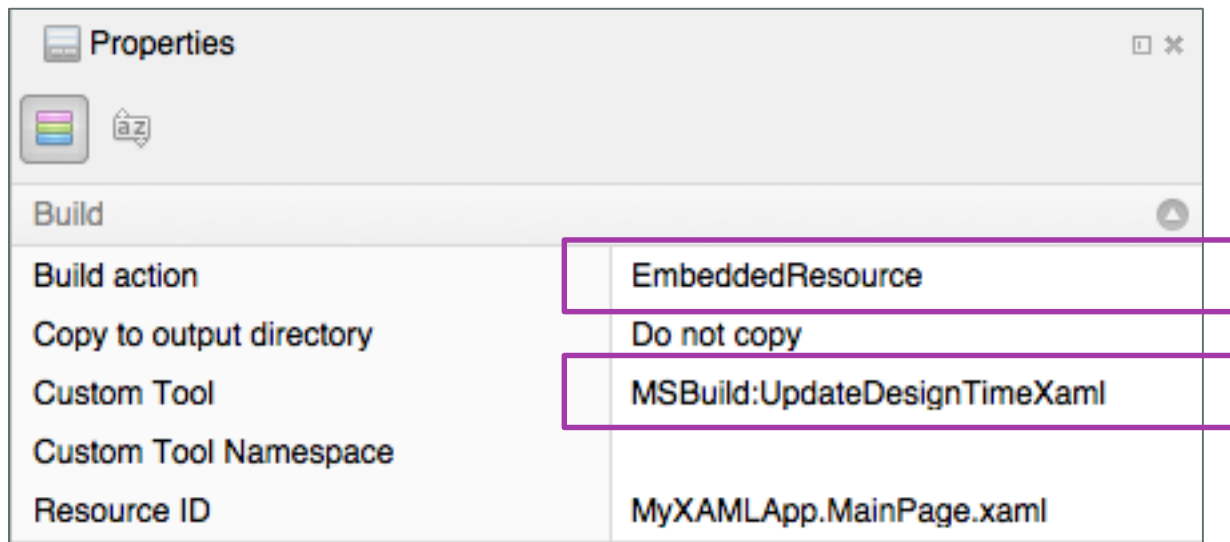 Properties
az
Build
Build action EmbeddedResource
Copy to output directory Do not copy
Custom Tool MSBuild:UpdateDesignTimeXaml
Custom Tool Namespace
Resource ID MyXAMLApp.MainPage.xaml